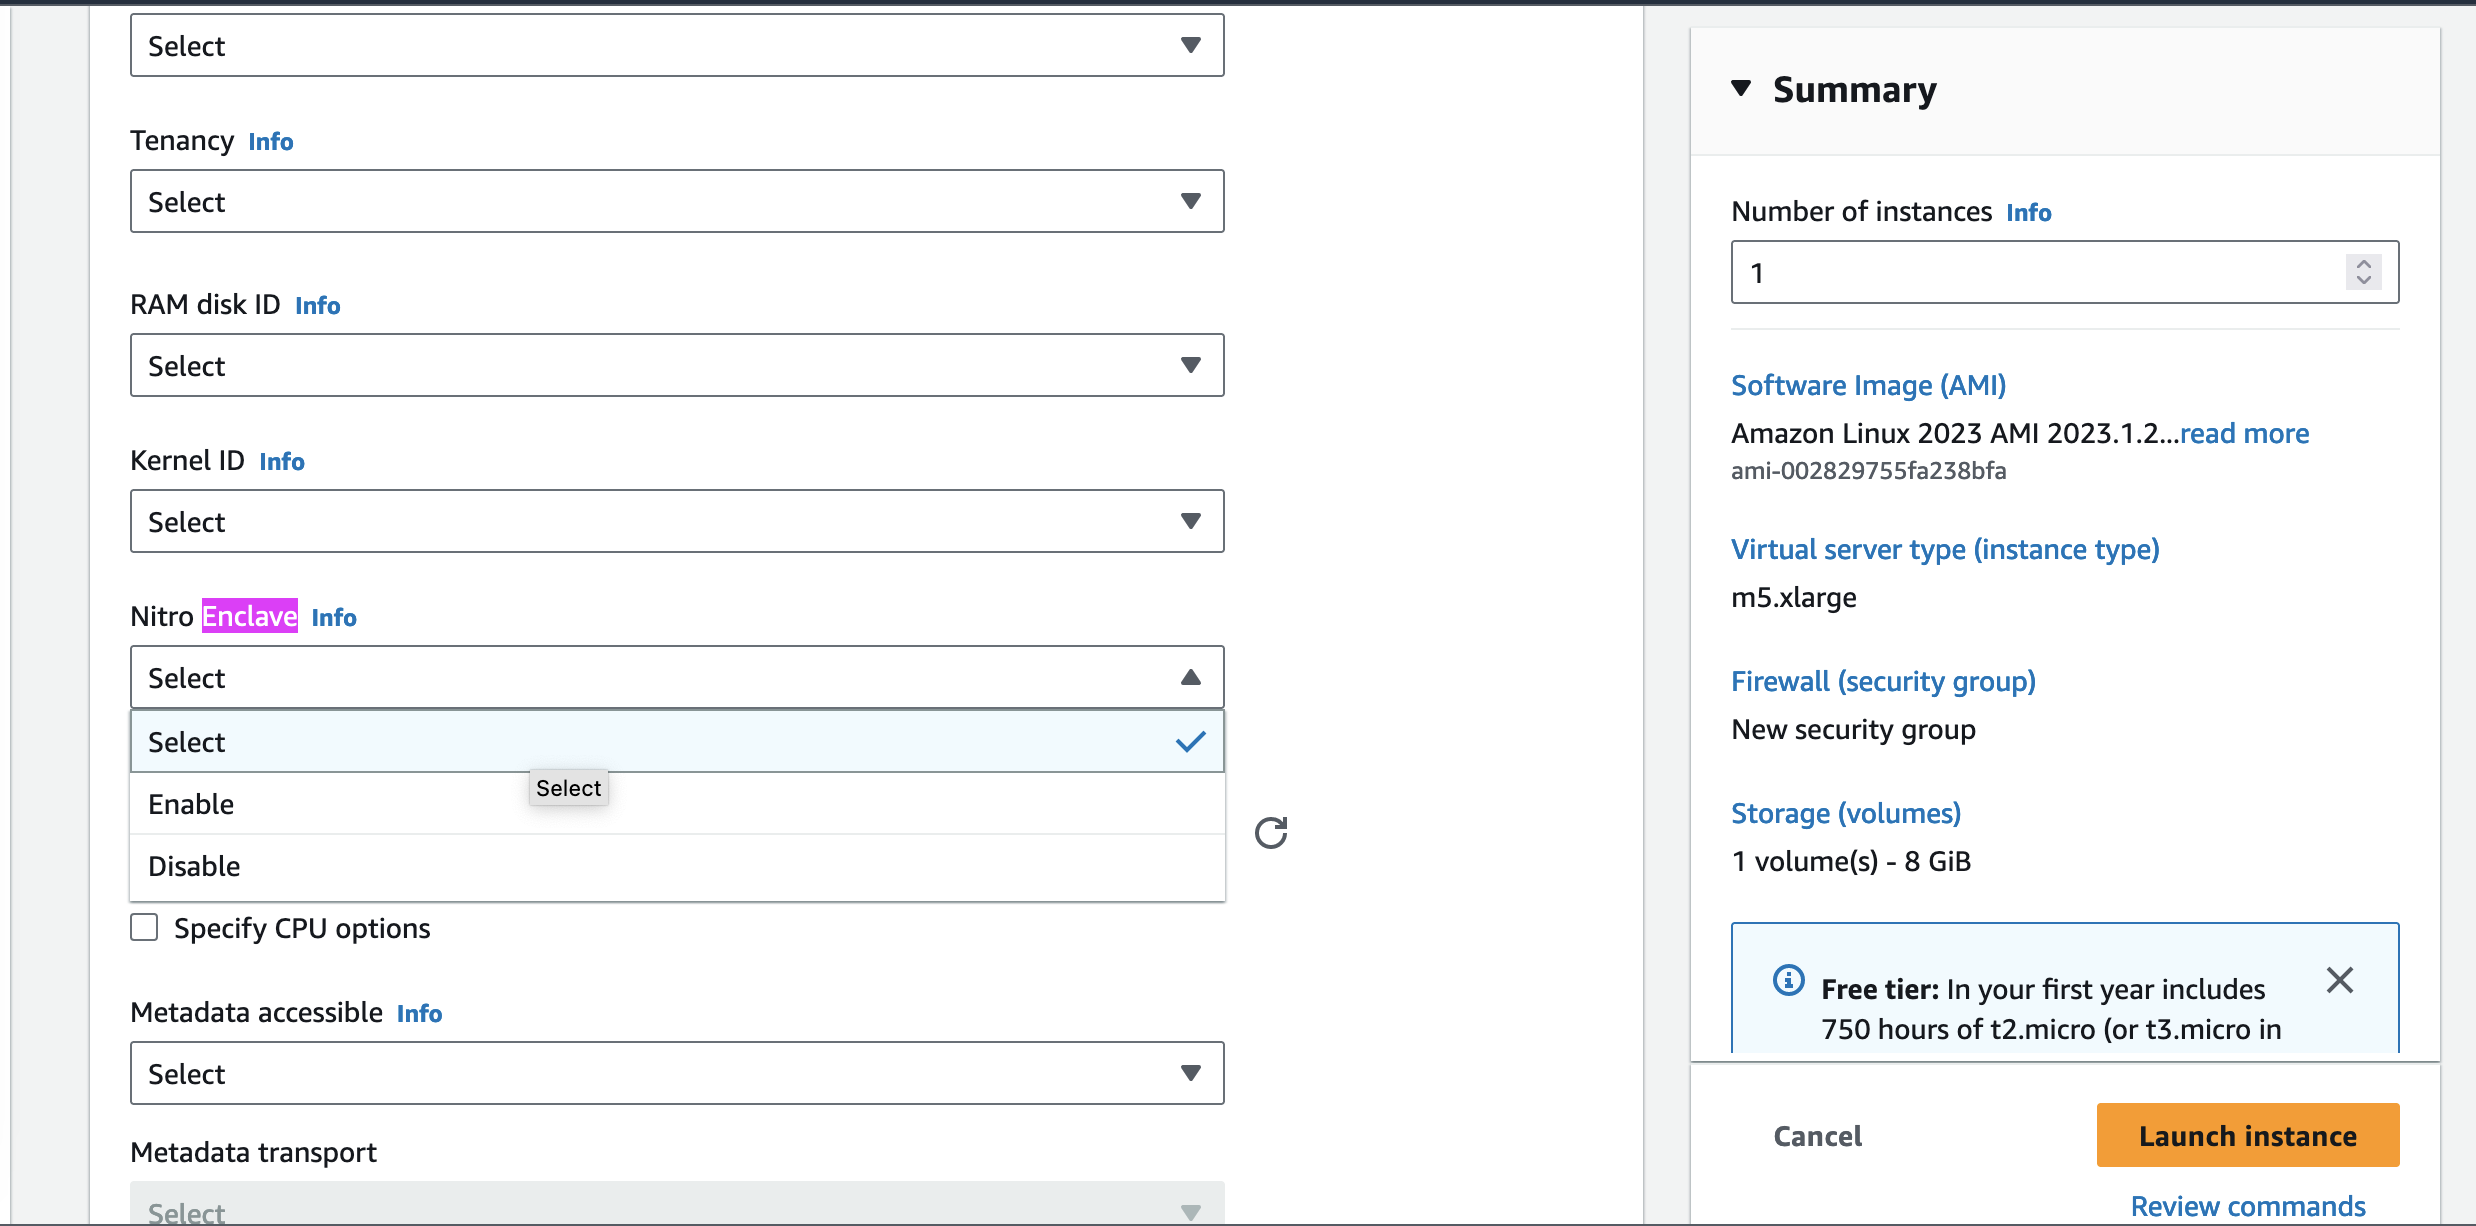 Select
Tenancy Info
Select
RAM disk ID Info
Select
Kernel ID Info
Select
Nitro Enclave Info
Select
Select
Select
Enable
Disable
Specify CPU options
Metadata accessible Info
Select
Metadata transport
Select
Summary
Number of instances Info
1
Software Image (AMI)
Amazon Linux 2023 AMI 2023.1.2...read more
ami-002829755fa238bfa
Virtual server type (instance type)
m5.xlarge
Firewall (security group)
New security group
Storage (volumes)
1 volume(s) - 8 GiB
Free tier: In your first year includes
750 hours of t2.micro (or t3.micro in
Cancel
Launch instance
Review commands